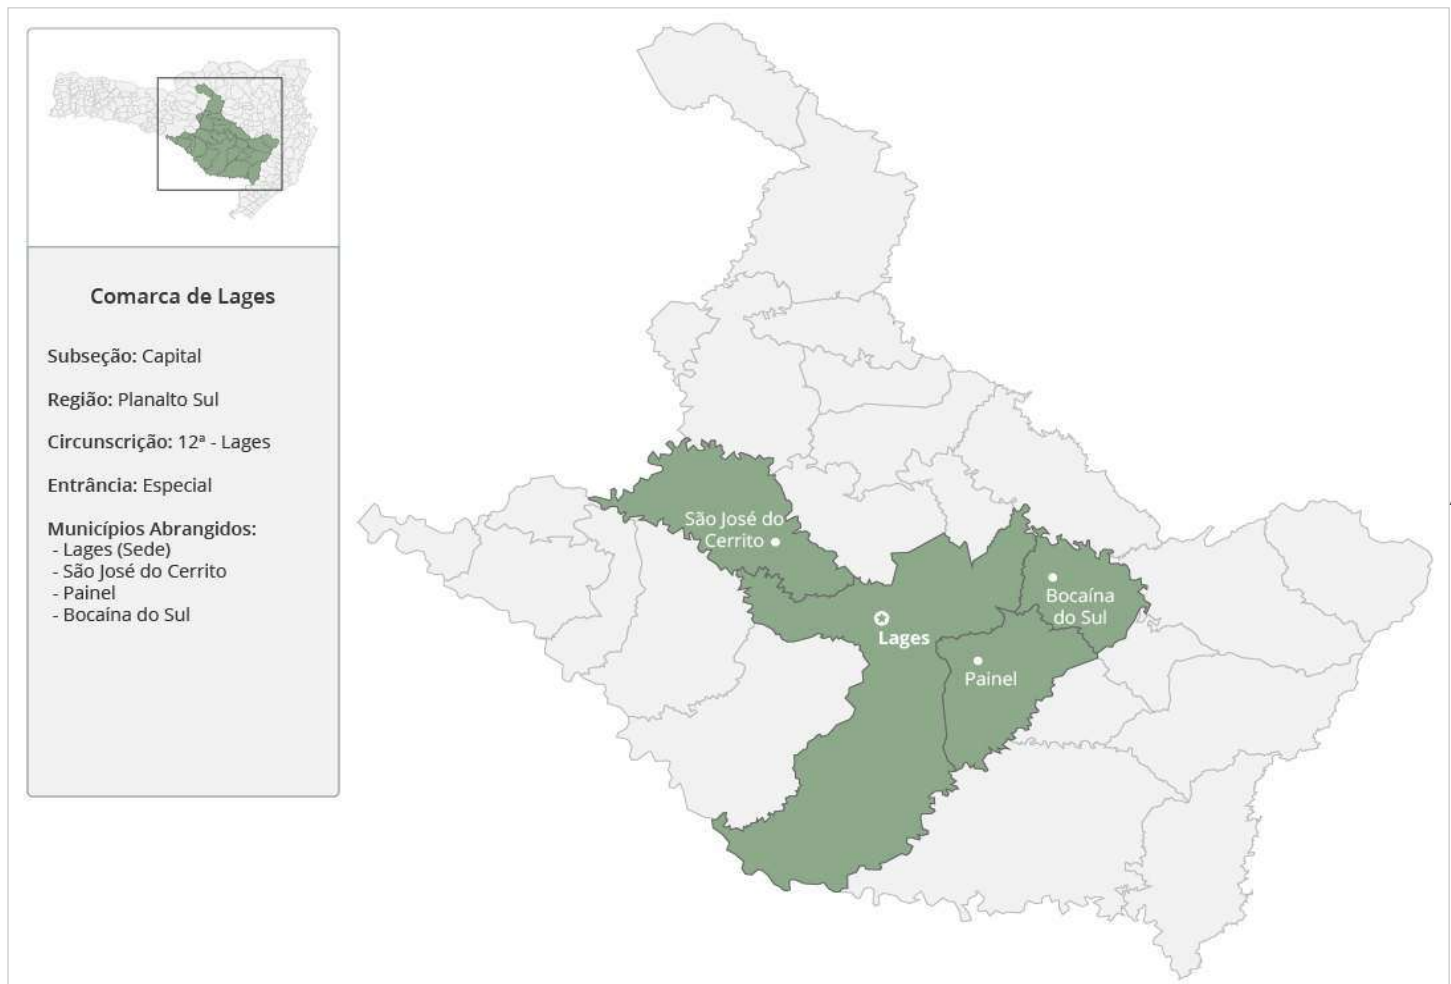 Comarca de Lages
Subseção: Capital
Região: Planalto Sul
Circunscrição: 12ª - Lages
Entrância: Especial
Municípios Abrangidos:
- Lages (Sede)
- São José do Cerrito
- Painel
- Bocaína do Sul
São José do
Cerrito
Bocaína
do Sul
Lages
Painel